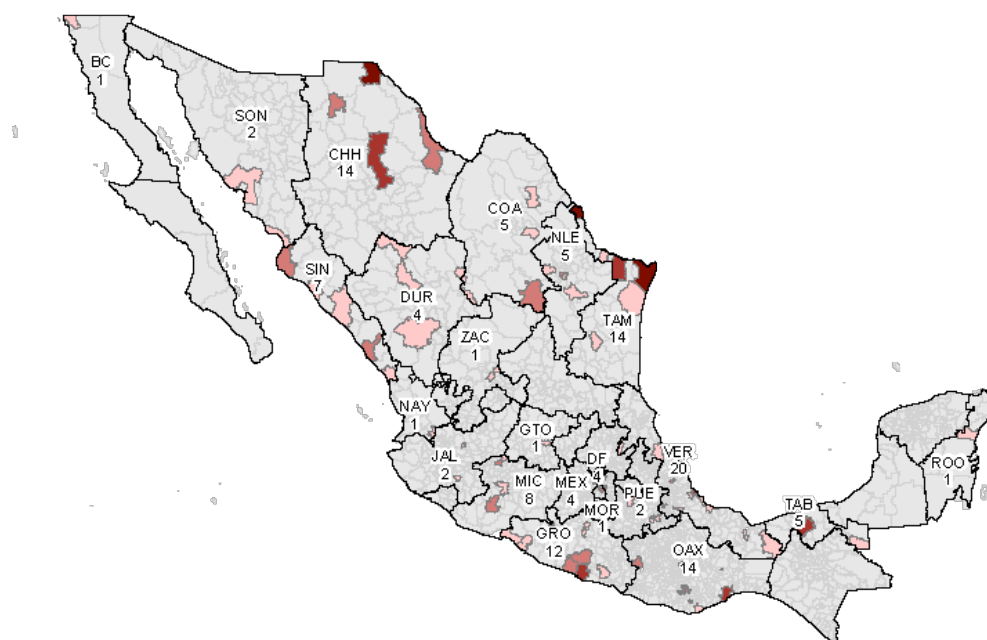 BC
1
SON
2
CHH
14
COA
5
NLE
5
SIN
7
DUR
4
TAM
14
ZAC
1
NAY
1
GTO
1
DF
4
VER
20
JAL
2
MIC
8
MEX
4
PUE
2
MOR
1
GRO
12
OAX
14
TAB
5
ROO
1